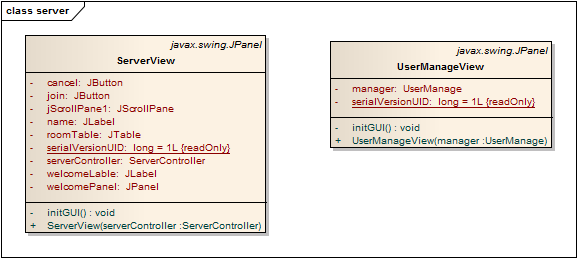 class server
javax.swing.JPanel
ServerView
- cancel: JButton
- join: JButton
- jScrollPane1: JScrollPane
- name: JLabel
- roomTable: JTable
- serialVersionUID: long = 1L {readOnly}
- serverController: ServerController
- welcomeLable: JLabel
- welcomePanel: JPanel
- initGUI() : void
+ ServerView(serverController :ServerController)
javax.swing.JPanel
UserManageView
- manager: UserManage
- serialVersionUID: long = 1L {readOnly}
- initGUI() : void
+ UserManageView(manager :UserManage)